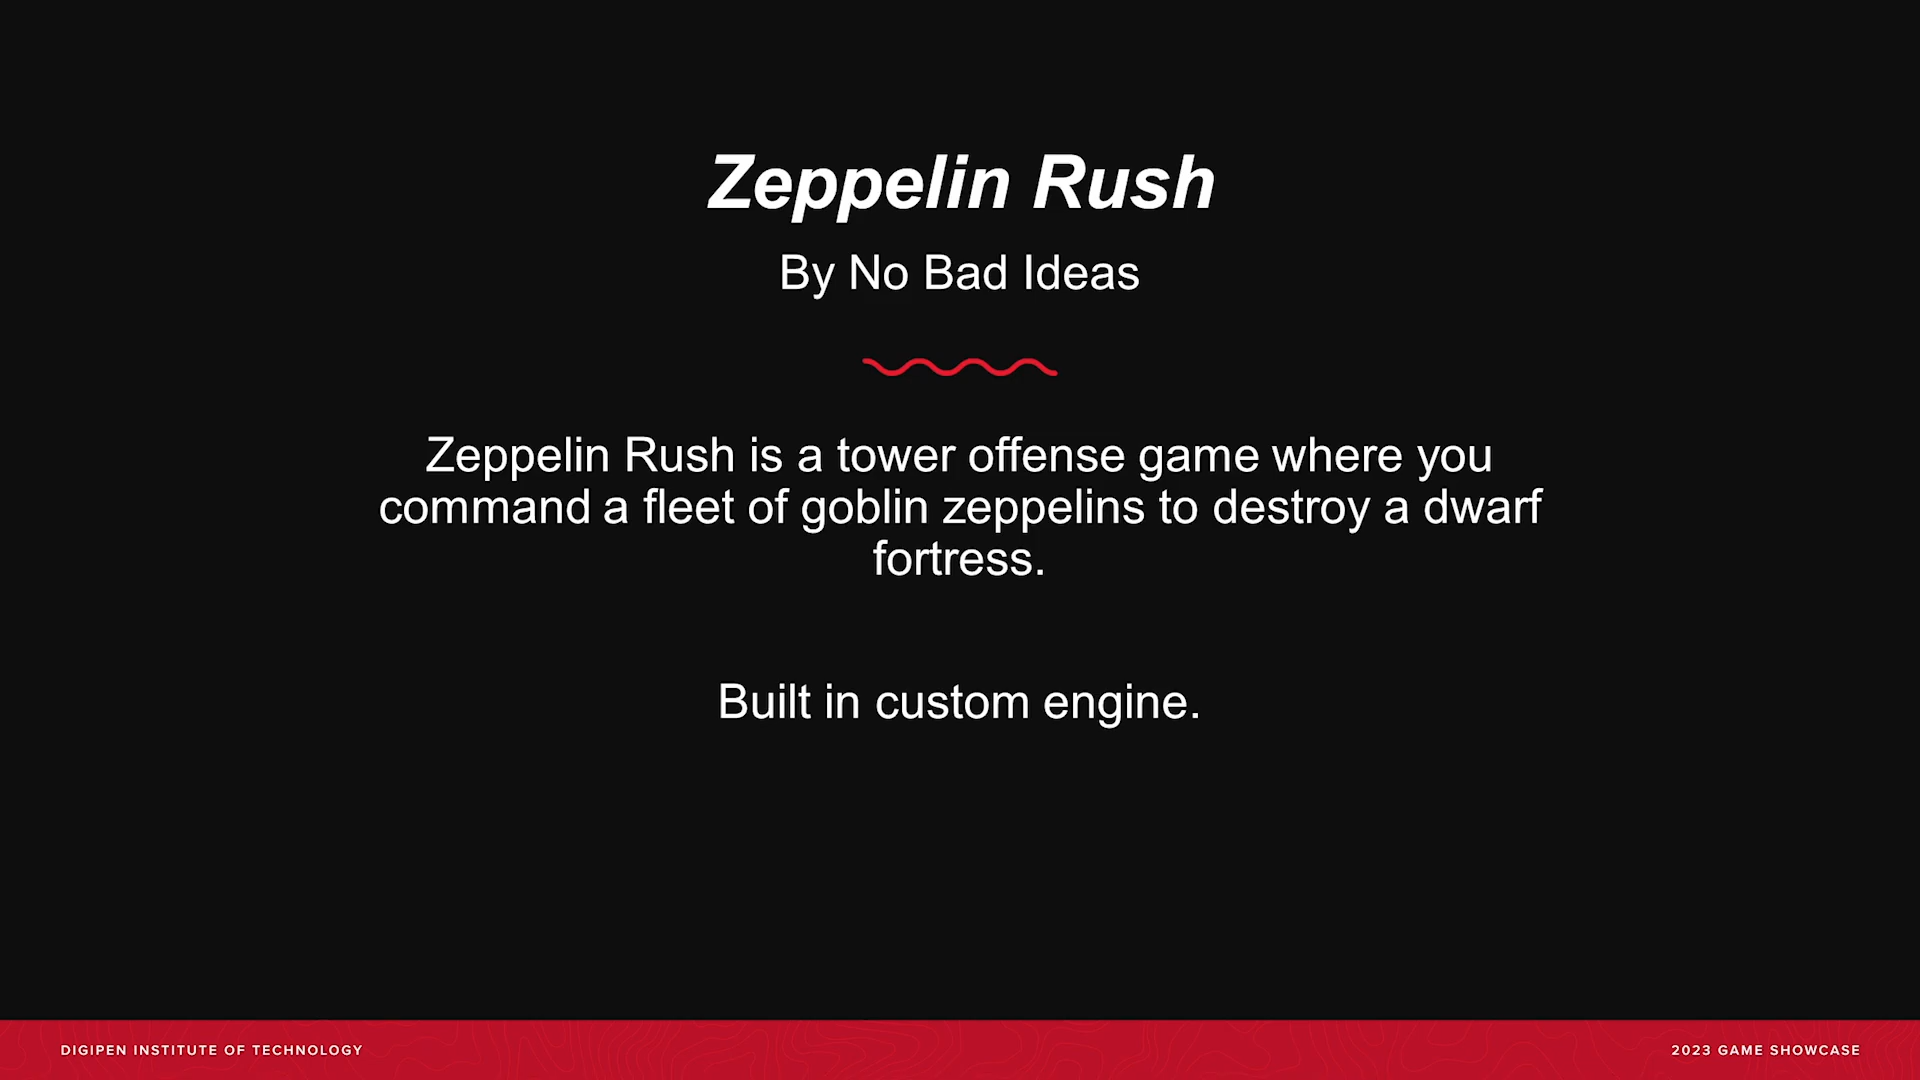 Zeppelin Rush
By No Bad Ideas
Zeppelin Rush is a tower offense game where you
command a fleet of goblin zeppelins to destroy a dwarf
fortress.
Built in custom engine.
DIGIPEN INSTITUTE OF TECHNOLOGY
2023 GAME SHOWCASE